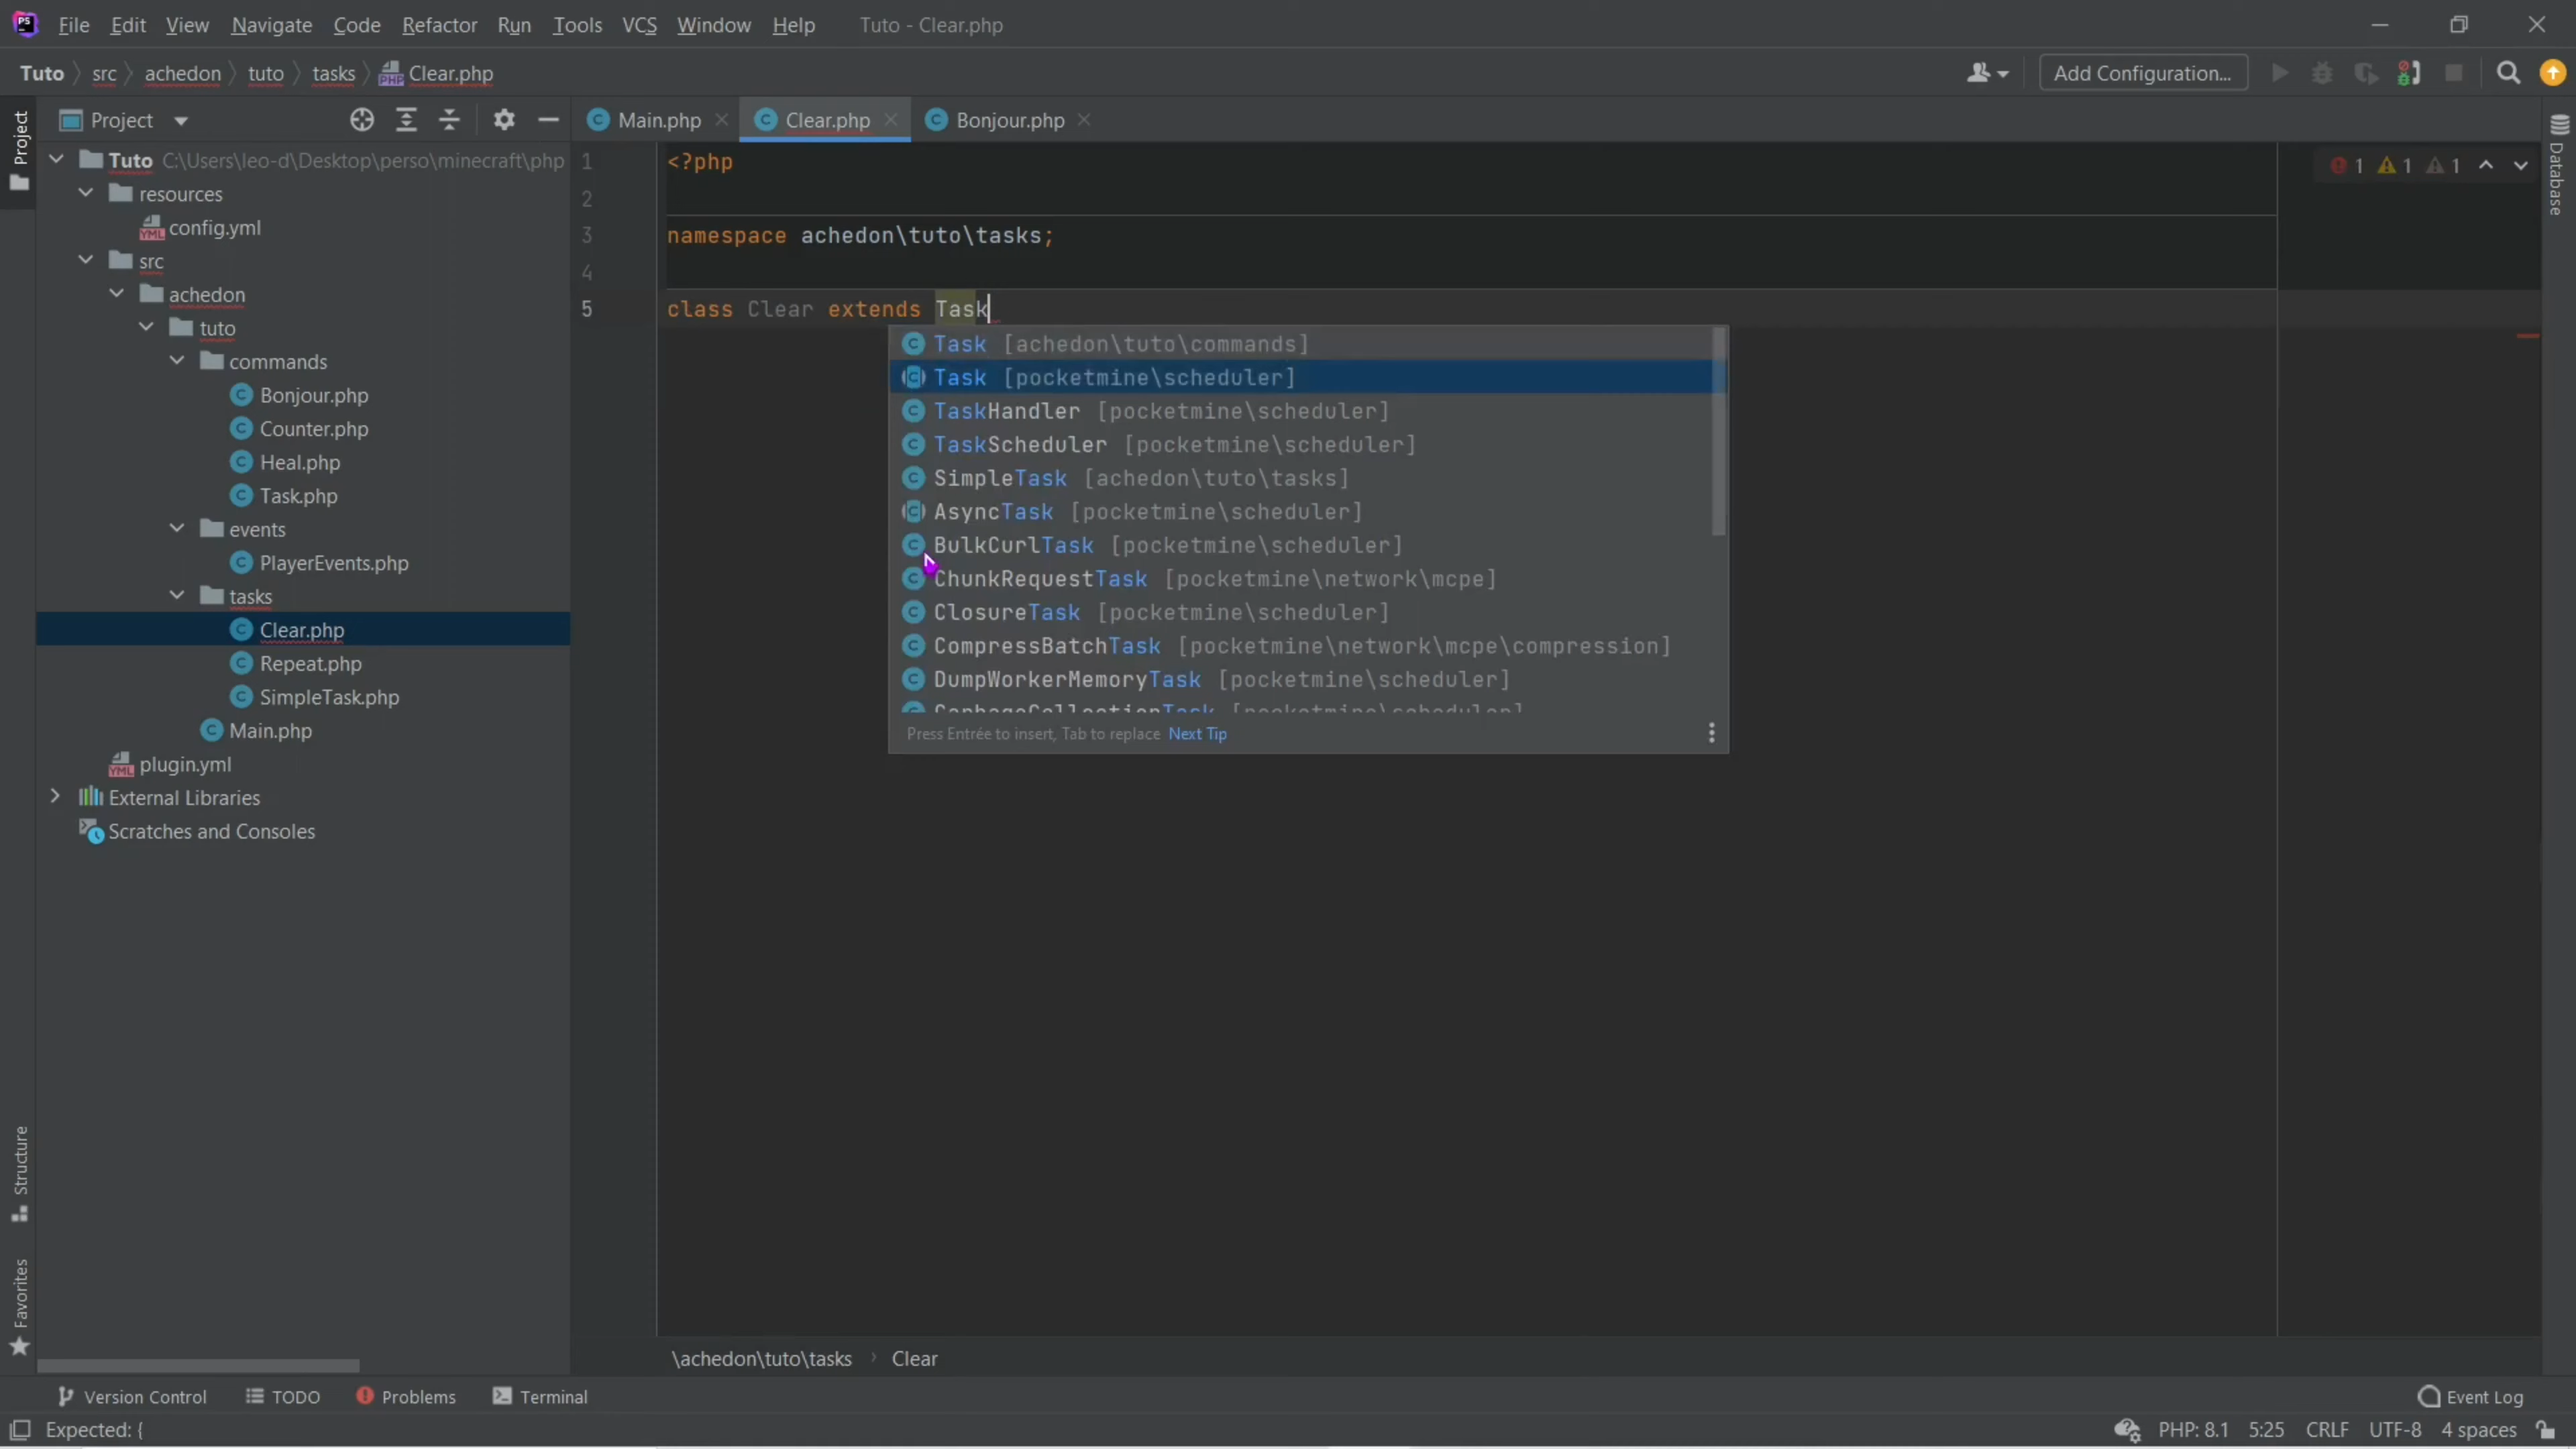 PS File Edit View Navigate Code Refactor Run Tools VCS Window Help Tuto - Clear.php
Tuto src achedon tuto tasks PHP Clear.php Add Configuration...
Project
Project
Main.php
Clear.php
Bonjour.php
Tuto C:\Users\leo-d\Desktop\perso\minecraft\php
resources
YML config.yml
src
achedon
tuto
commands
C Bonjour.php
C Counter.php
C Heal.php
C Task.php
events
C PlayerEvents.php
tasks
C Clear.php
C Repeat.php
C SimpleTask.php
C Main.php
YML plugin.yml
External Libraries
Scratches and Consoles
1 <?php
2
3 namespace achedon\tuto\tasks;
4
5 class Clear extends Task
1 1 1
C Task [achedon\tuto\commands]
C Task [pocketmine\scheduler]
C TaskHandler [pocketmine\scheduler]
C TaskScheduler [pocketmine\scheduler]
C SimpleTask [achedon\tuto\tasks]
C AsyncTask [pocketmine\scheduler]
C BulkCurlTask [pocketmine\scheduler]
C ChunkRequestTask [pocketmine\network\mcpe]
C ClosureTask [pocketmine\scheduler]
C CompressBatchTask [pocketmine\network\mcpe\compression]
C DumpWorkerMemoryTask [pocketmine\scheduler]
C GarbageCollectionTask [pocketmine\scheduler]
Press Entrée to insert, Tab to replace Next Tip
Database
Structure
Favorites
\achedon\tuto\tasks Clear
Version Control TODO Problems Terminal Event Log
Expected: { PHP: 8.1 5:25 CRLF UTF-8 4 spaces